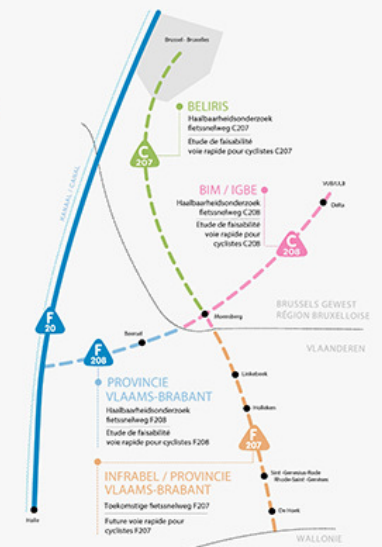 Brussel - Bruxelles
BELIRIS
Haalbaarheidsonderzoek
fietssnelweg C207
Etude de faisabilité
voie rapide pour cyclistes C207
C
207
KANAAL / CANAL
BIM / IGBE
Haalbaarheidsonderzoek
fietssnelweg C208
Etude de faisabilité
voie rapide pour
cyclistes C208
VUB/ULB
Delta
C
208
Moensberg
BRUSSELS GEWEST
RÉGION BRUXELLOISE
VLAANDEREN
F
20
Beersel
F
208
PROVINCIE
VLAAMS-BRABANT
Haalbaarheidsonderzoek
fietssnelweg F208
Etude de faisabilité
voie rapide pour cyclistes F208
Linkebeek
Holleken
F
207
INFRABEL / PROVINCIE
VLAAMS-BRABANT
Toekomstige fietssnelweg F207
Future voie rapide pour
cyclistes F207
Sint-Genesius-Rode
Rhode-Saint-Genèse
De Hoek
Halle
WALLONIE